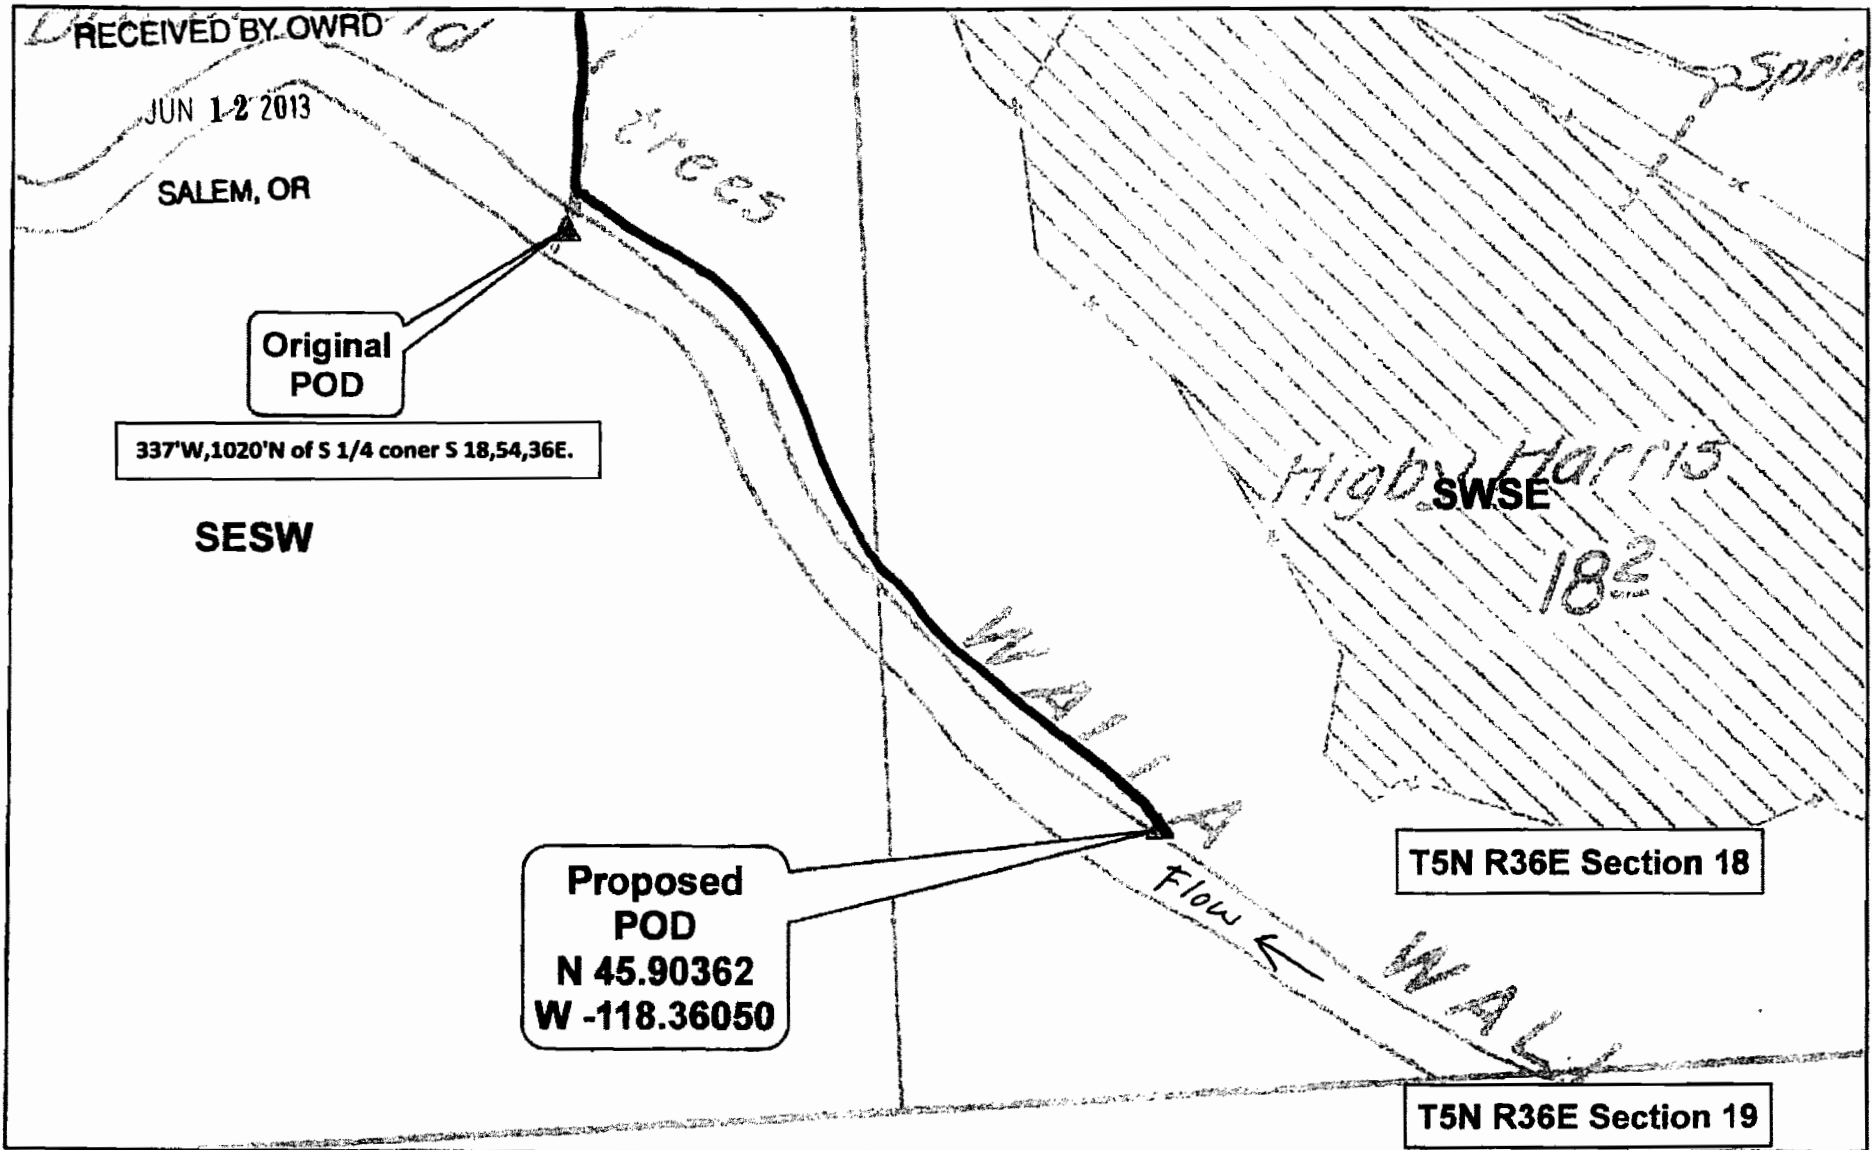 RECEIVED BY OWRD
JUN 12 2013
SALEM, OR
trees
Spring
Original
POD
337'W,1020'N of S 1/4 coner S 18,54,36E.
SESW
Harris
SWSE
18²
WALLA
Proposed
POD
N 45.90362
W -118.36050
Flow
WALL
T5N R36E Section 18
T5N R36E Section 19